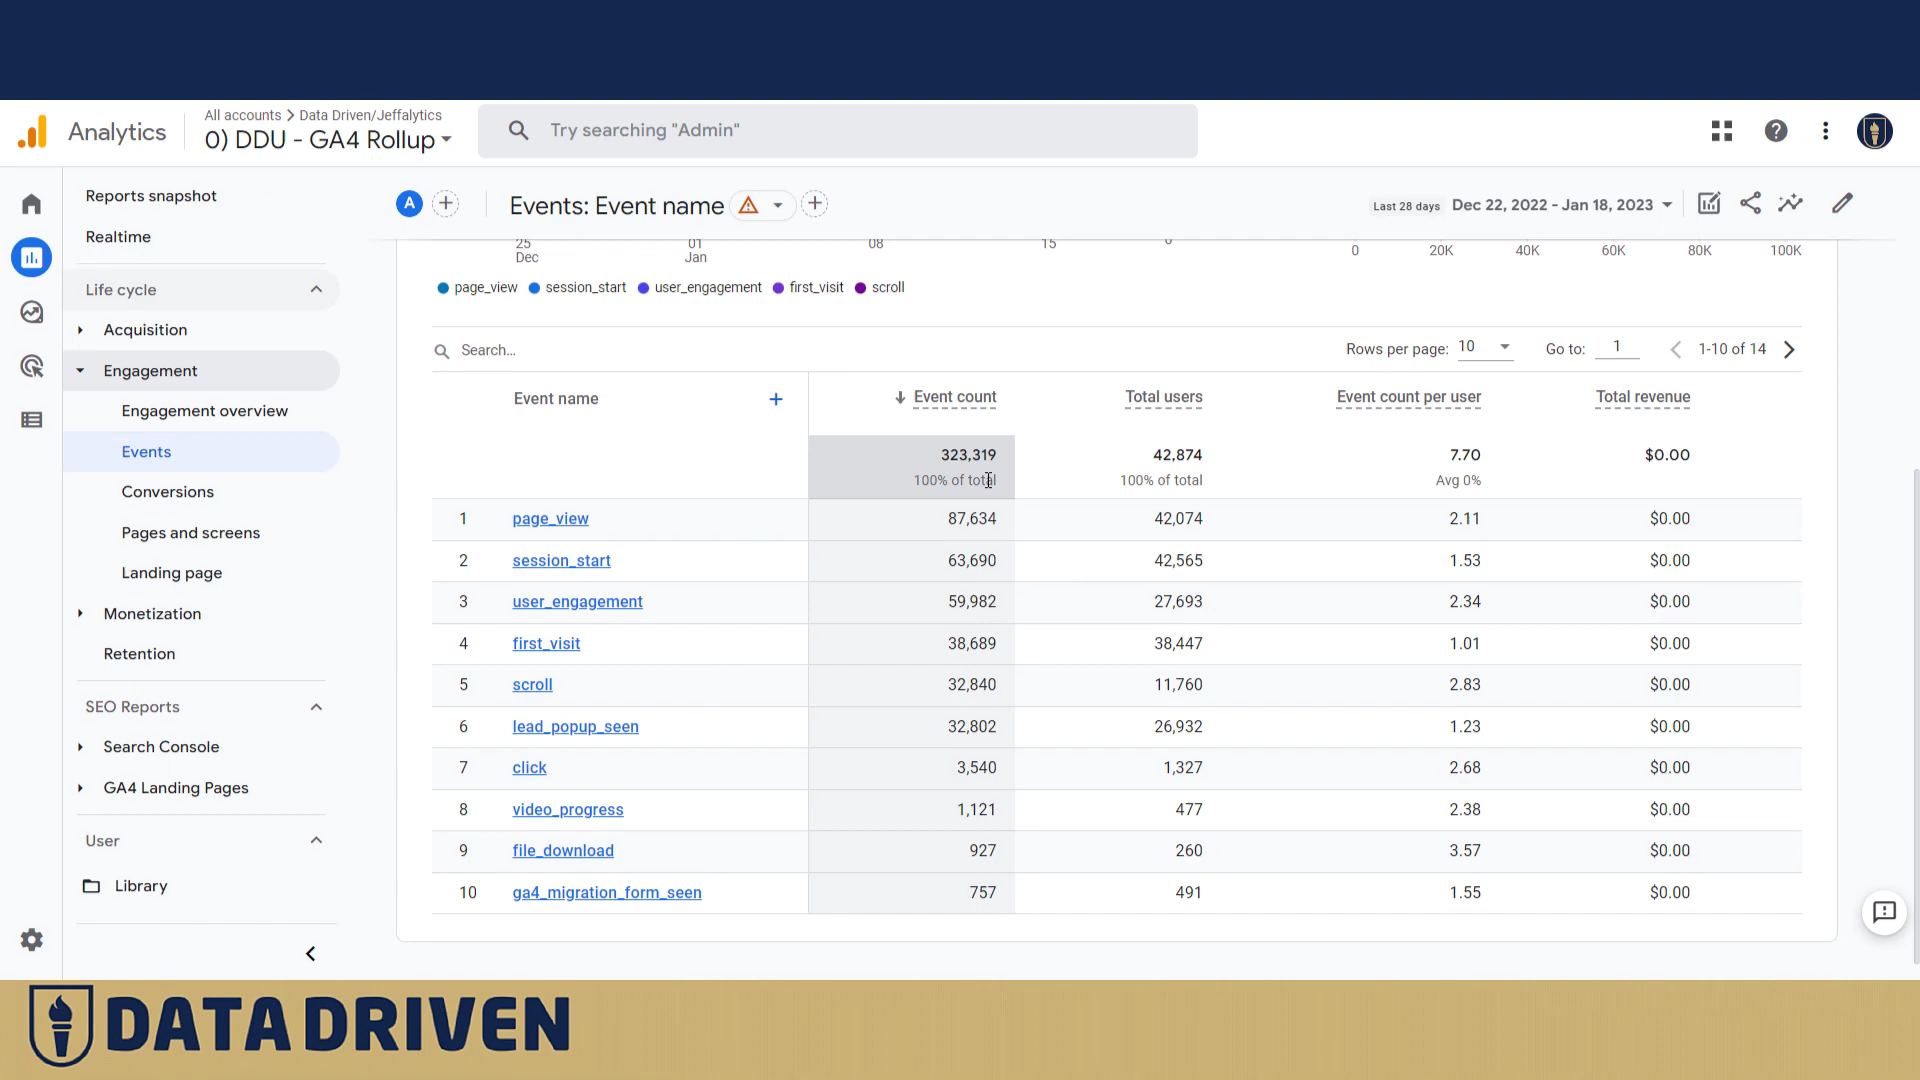 Analytics
All accounts > Data Driven/Jeffalytics
0) DDU - GA4 Rollup
Try searching "Admin"
Reports snapshot
Realtime
Life cycle
Acquisition
Engagement
Engagement overview
Events
Conversions
Pages and screens
Landing page
Monetization
Retention
SEO Reports
Search Console
GA4 Landing Pages
User
Library
A
Events: Event name
Last 28 days Dec 22, 2022 - Jan 18, 2023
25 01 08 15 0 0 20K 40K 60K 80K 100K
Dec Jan
page_view session_start user_engagement first_visit scroll
Search...
Rows per page: 10 Go to: 1 1-10 of 14
Event name + Event count Total users Event count per user Total revenue
323,319 42,874 7.70 $0.00
100% of total 100% of total Avg 0%
1 page_view 87,634 42,074 2.11 $0.00
2 session_start 63,690 42,565 1.53 $0.00
3 user_engagement 59,982 27,693 2.34 $0.00
4 first_visit 38,689 38,447 1.01 $0.00
5 scroll 32,840 11,760 2.83 $0.00
6 lead_popup_seen 32,802 26,932 1.23 $0.00
7 click 3,540 1,327 2.68 $0.00
8 video_progress 1,121 477 2.38 $0.00
9 file_download 927 260 3.57 $0.00
10 ga4_migration_form_seen 757 491 1.55 $0.00
DATA DRIVEN